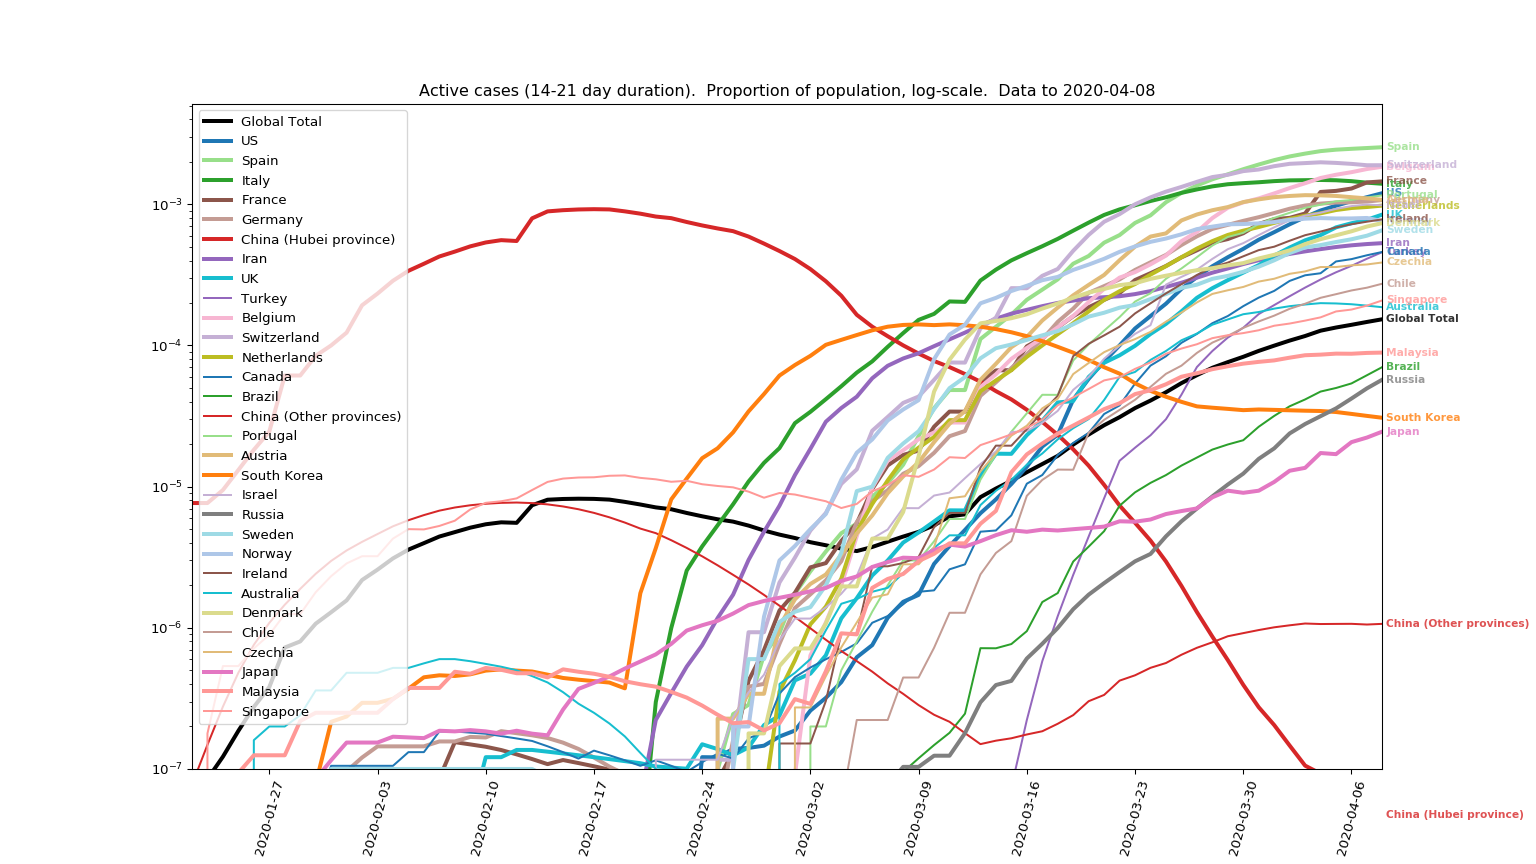 Active cases (14-21 day duration).  Proportion of population, log-scale.  Data to 2020-04-08
Global Total
US
Spain
Italy
France
Germany
China (Hubei province)
Iran
UK
Turkey
Belgium
Switzerland
Netherlands
Canada
Brazil
China (Other provinces)
Portugal
Austria
South Korea
Israel
Russia
Sweden
Norway
Ireland
Australia
Denmark
Chile
Czechia
Japan
Malaysia
Singapore
10⁻³
10⁻⁴
10⁻⁵
10⁻⁶
10⁻⁷
2020-01-27
2020-02-03
2020-02-10
2020-02-17
2020-02-24
2020-03-02
2020-03-09
2020-03-16
2020-03-23
2020-03-30
2020-04-06
Spain
Switzerland
Belgium
France
Italy
US
Portugal
Netherlands
UK
Ireland
Denmark
Sweden
Iran
Canada
Czechia
Chile
Singapore
Australia
Global Total
Malaysia
Brazil
Russia
South Korea
Japan
China (Other provinces)
China (Hubei province)